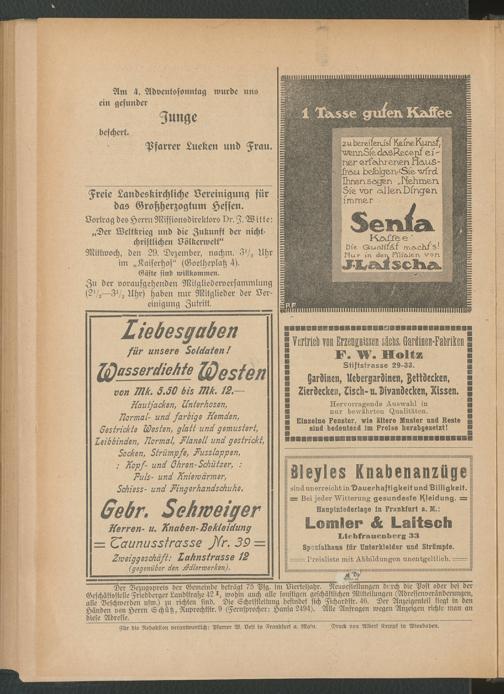 Am 4. Adventssonntag wurde uns
ein gesunder
Junge
beschert.
Pfarrer Lueken und Frau.
Freie Landeskirchliche Vereinigung für
das Großherzogtum Hessen.
Vortrag des Herrn Missionsdirektors Dr. J. Witte:
„Der Weltkrieg und die Zukunft der nicht-
christlichen Völkerwelt"
Mittwoch, den 29. Dezember, nachm. 3½ Uhr
im „Kaiserhof" (Goetheplatz 4).
Gäste sind willkommen.
Zu der voraufgehenden Mitgliederversammlung
(2½—3½ Uhr) haben nur Mitglieder der Ver-
einigung Zutritt.
Liebesgaben
für unsere Soldaten!
Wasserdichte Westen
von Mk. 5.50 bis Mk. 12.—
Hautjacken, Unterhosen,
Normal- und farbige Hemden,
Gestrickte Westen, glatt und gemustert,
Leibbinden, Normal, Flanell und gestrickt,
Socken, Strümpfe, Fusslappen,
: Kopf- und Ohren-Schützer, :
Puls- und Kniewärmer,
Schiess- und Fingerhandschuhe.
Gebr. Schweiger
Herren- u. Knaben-Bekleidung
Taunusstrasse Nr. 39
Zweiggeschäft: Lahnstrasse 12
(gegenüber den Adlerwerken).
1 Tasse guten Kaffee
zu bereiten ist keine Kunst,
wenn Sie das Recept ei-
ner erfahrenen Haus-
frau befolgen. Sie wird
Ihnen sagen „Nehmen
Sie vor allen Dingen
immer
Senta
Kaffee"
Die Qualität macht's!
Nur in den Filialen von
J. Latscha
Vertrieb von Erzeugnissen sächs. Gardinen-Fabriken
F. W. Holtz
Stiftstrasse 29-33.
Gardinen, Uebergardinen, Bettdecken,
Zierdecken, Tisch- u. Divandecken, Kissen.
Hervorragende Auswahl in
nur bewährten Qualitäten.
Einzelne Fenster, wie ältere Muster und Reste
sind bedeutend im Preise herabgesetzt!
Bleyles Knabenanzüge
sind unerreicht in Dauerhaftigkeit und Billigkeit.
Bei jeder Witterung gesundeste Kleidung.
Hauptniederlage in Frankfurt a. M.:
Lomler & Laitsch
Liebfrauenberg 33
Spezialhaus für Unterkleider und Strümpfe.
Preisliste mit Abbildungen unentgeltlich.
Der Bezugspreis der Gemeinde beträgt 75 Pfg. im Vierteljahr. Neubestellungen durch die Post oder bei der
Geschäftsstelle Friedberger Landstraße 42 I, wohin auch alle sonstigen geschäftlichen Mitteilungen (Adressenveränderungen,
alle Beschwerden usw.) zu richten sind. Die Schriftleitung befindet sich Fichardstr. 46. Der Anzeigenteil liegt in den
Händen von Herrn Schütz, Ruprechtstr. 9 (Fernsprecher: Hansa 2494). Alle Anfragen wegen Anzeigen richte man an
diese Adresse.
Für die Redaktion verantwortlich: Pfarrer W. Veit in Frankfurt a. Main. Druck von Albert Kempf in Wiesbaden.